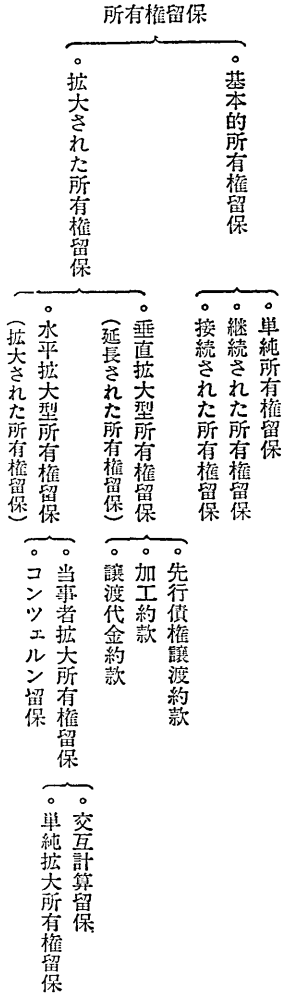 所有権留保
。基本的所有権留保
。単純所有権留保
。継続された所有権留保
。接続された所有権留保
。拡大された所有権留保
。垂直拡大型所有権留保
(延長された所有権留保)
。先行債権譲渡約款
。加工約款
。譲渡代金約款
。水平拡大型所有権留保
(拡大された所有権留保)
。当事者拡大所有権留保
。交互計算留保
。単純拡大所有権留保
。コンツェルン留保